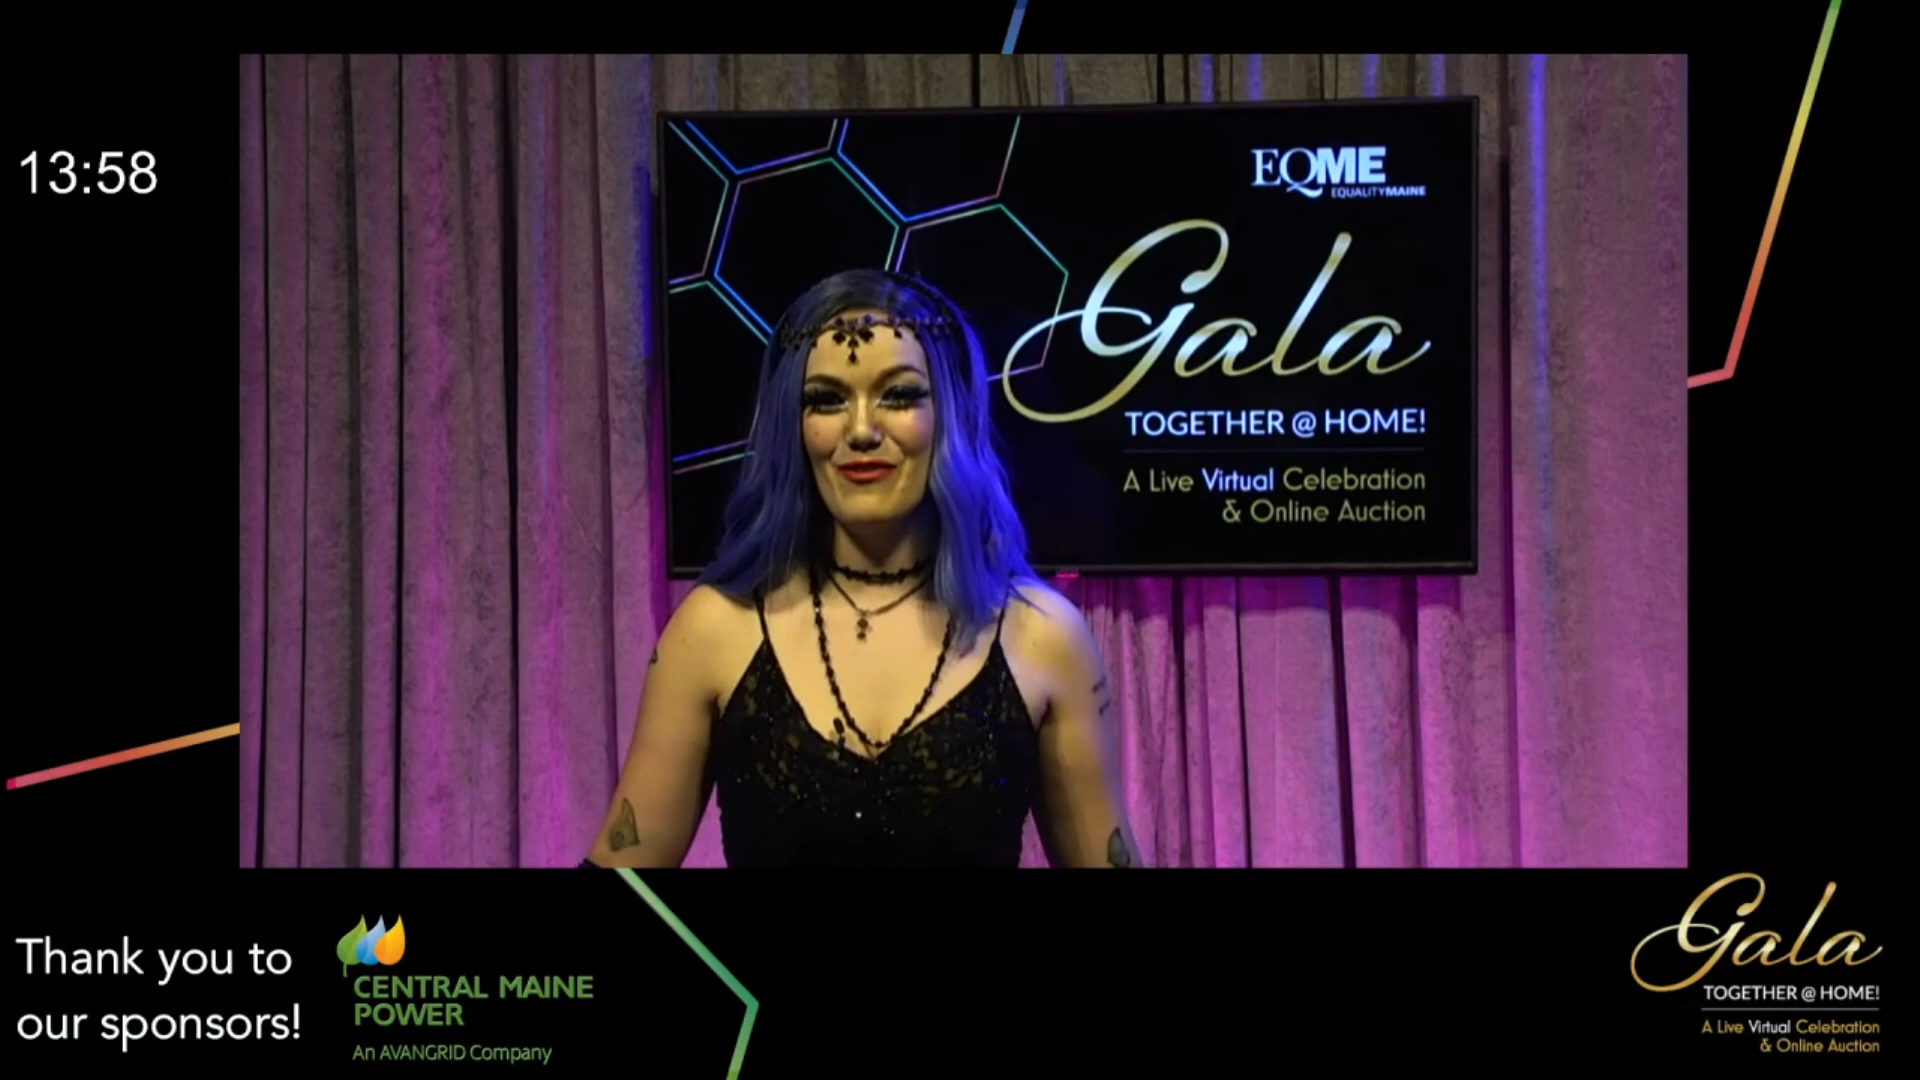 13:58
EQME
EQUALITYMAINE
Gala
TOGETHER @ HOME!
A Live Virtual Celebration
& Online Auction
Thank you to
our sponsors!
CENTRAL MAINE
POWER
An AVANGRID Company
Gala
TOGETHER @ HOME!
A Live Virtual Celebration
& Online Auction